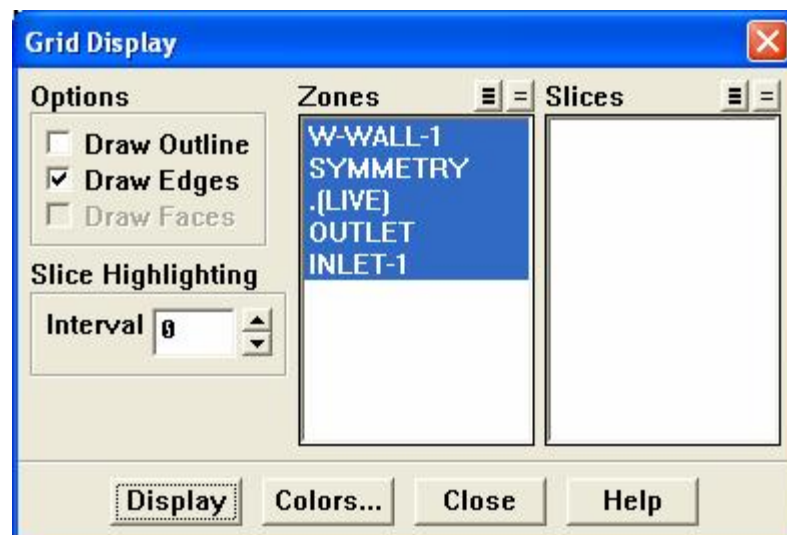 Grid Display
Options
Draw Outline
Draw Edges
Draw Faces
Slice Highlighting
Interval 0
Zones
W-WALL-1
SYMMETRY
.(LIVE)
OUTLET
INLET-1
Slices
Display
Colors...
Close
Help